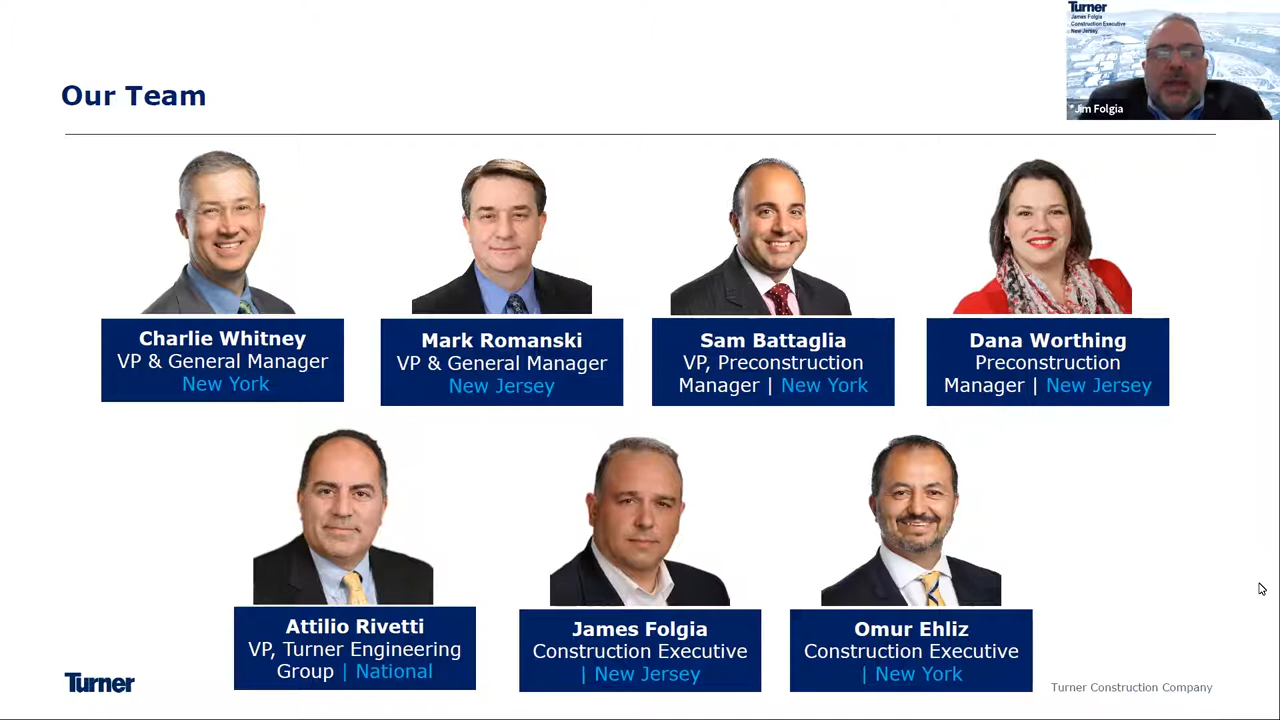 Turner
James Folgia
Construction Executive
New Jersey
Jim Folgia
Our Team
Charlie Whitney
VP & General Manager
New York
Mark Romanski
VP & General Manager
New Jersey
Sam Battaglia
VP, Preconstruction
Manager | New York
Dana Worthing
Preconstruction
Manager | New Jersey
Attilio Rivetti
VP, Turner Engineering
Group | National
James Folgia
Construction Executive
| New Jersey
Omur Ehliz
Construction Executive
| New York
Turner
Turner Construction Company